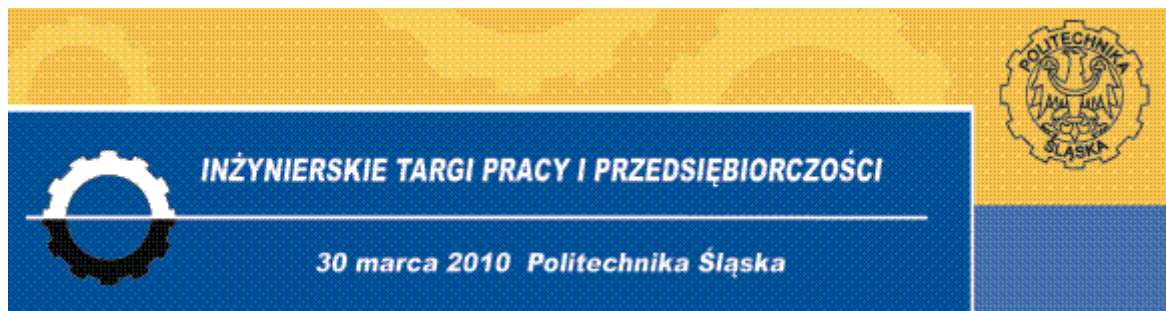 POLITECHNIKA
ŚLĄSKA
INŻYNIERSKIE TARGI PRACY I PRZEDSIĘBIORCZOŚCI
30 marca 2010 Politechnika Śląska